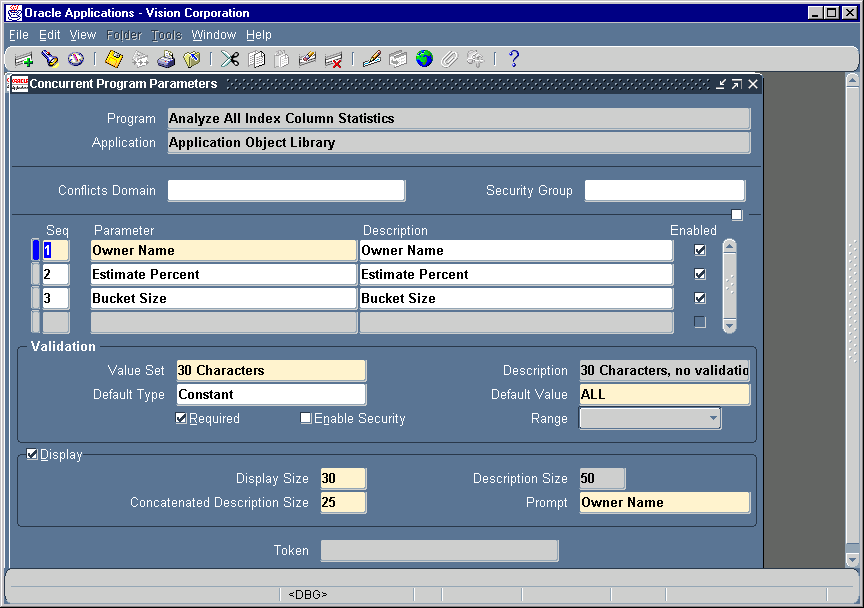 Oracle Applications - Vision Corporation
File Edit View Folder Tools Window Help
Concurrent Program Parameters
Program Analyze All Index Column Statistics
Application Application Object Library
Conflicts Domain Security Group
Seq Parameter Description Enabled
1 Owner Name Owner Name
2 Estimate Percent Estimate Percent
3 Bucket Size Bucket Size
Validation
Value Set 30 Characters Description 30 Characters, no validatio
Default Type Constant Default Value ALL
Required Enable Security Range
Display
Display Size 30 Description Size 50
Concatenated Description Size 25 Prompt Owner Name
Token
<DBG>